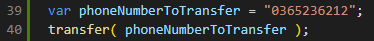 39 var phoneNumberToTransfer = "0365236212";
40 transfer( phoneNumberToTransfer );